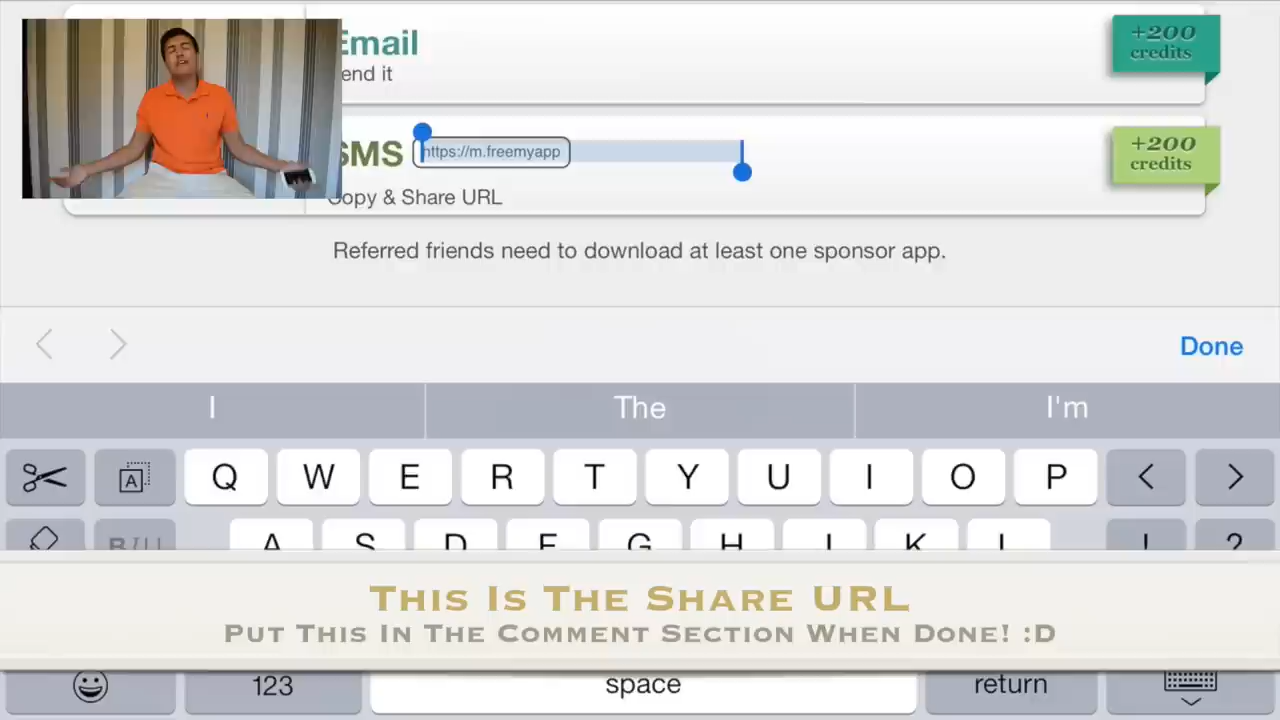 Email
+200
credits
end it
SMS
https://m.freemyapp
+200
credits
Copy & Share URL
Referred friends need to download at least one sponsor app.
Done
I
The
I'm
A
Q W E R T Y U I O P < >
B I U
A S D F G H J K L ! ?
THIS IS THE SHARE URL
PUT THIS IN THE COMMENT SECTION WHEN DONE! :D
123
space
return